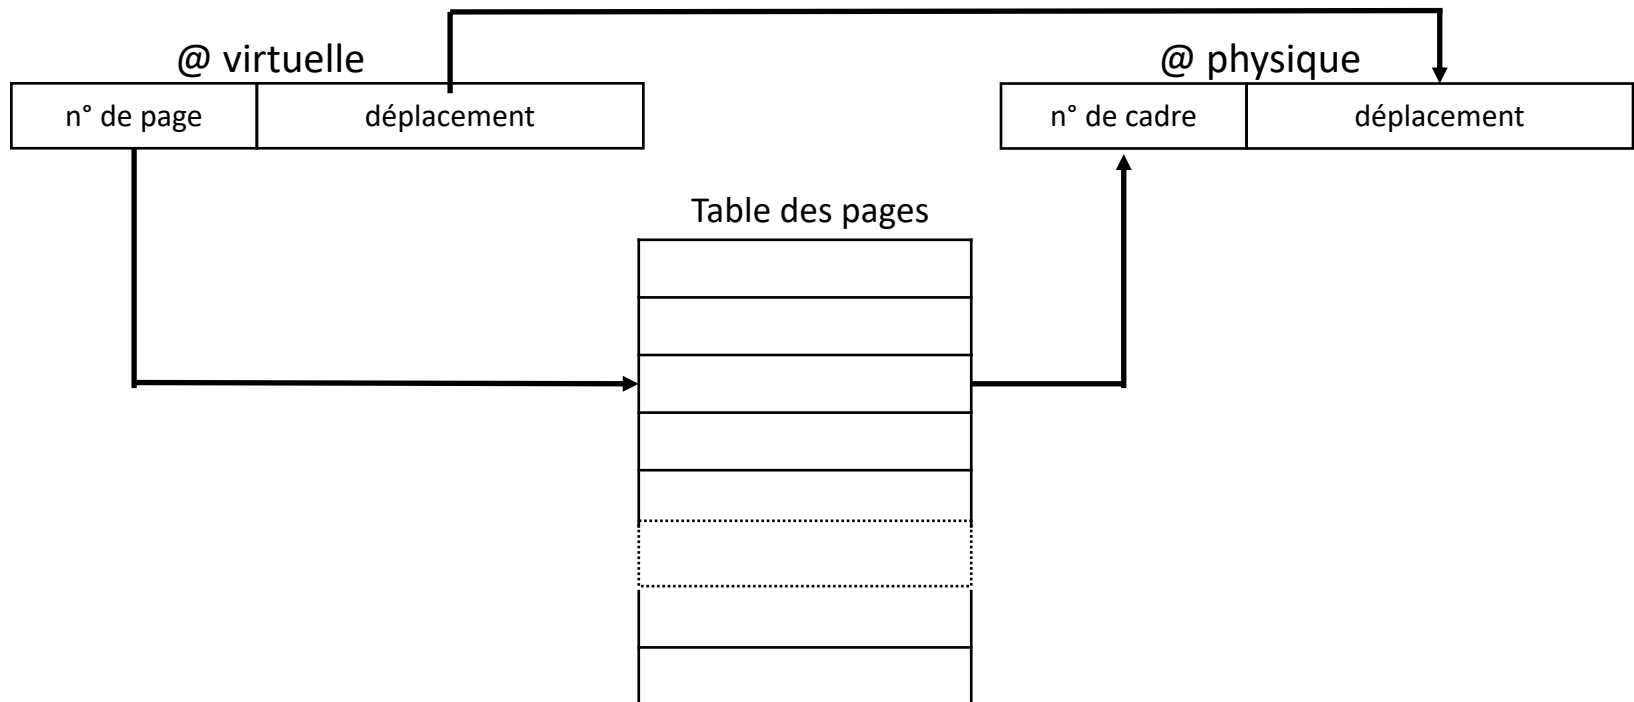 @ virtuelle
@ physique
n° de page
déplacement
n° de cadre
déplacement
Table des pages